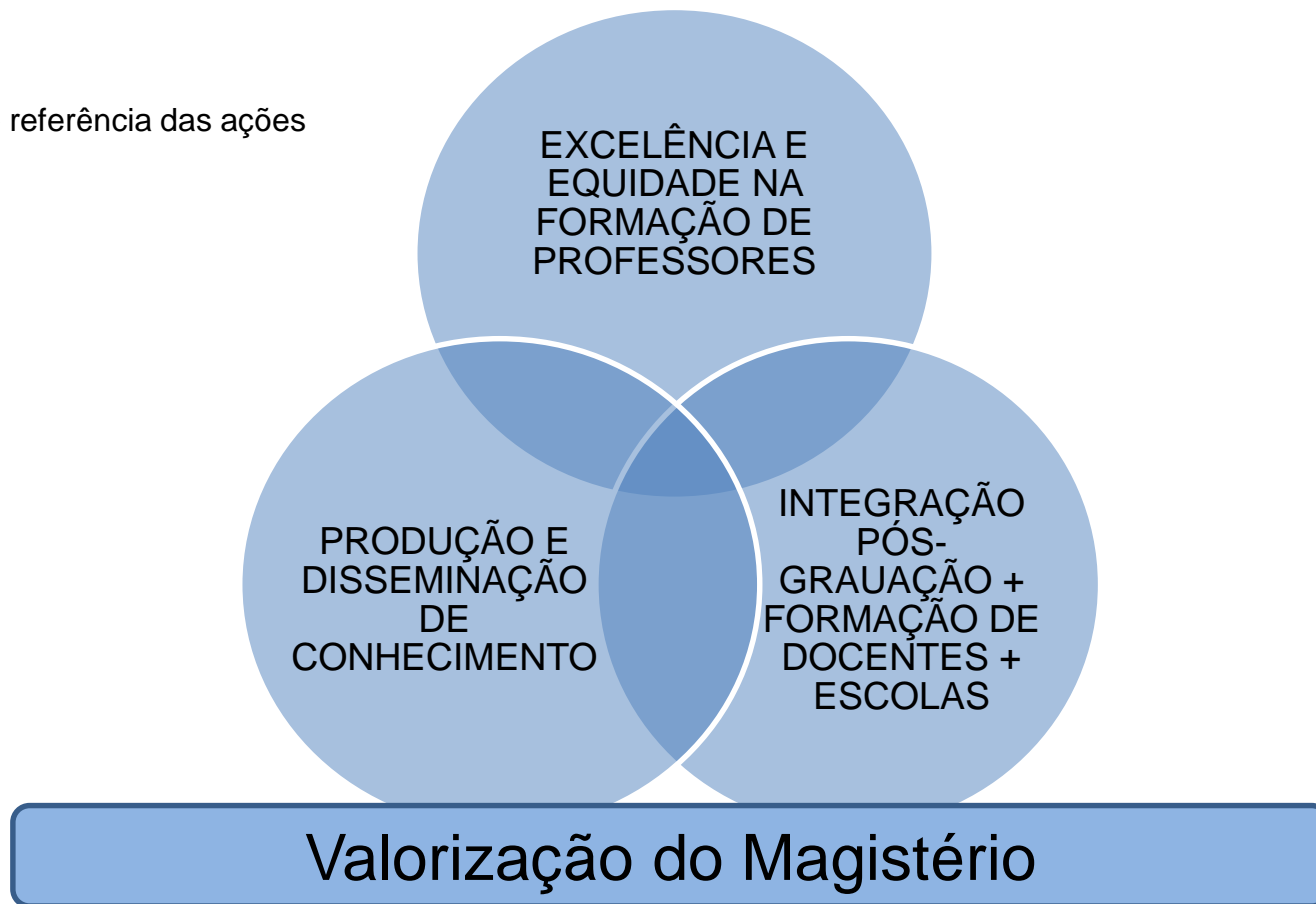 referência das ações
EXCELÊNCIA E
EQUIDADE NA
FORMAÇÃO DE
PROFESSORES
PRODUÇÃO E
DISSEMINAÇÃO
DE
CONHECIMENTO
INTEGRAÇÃO
PÓS-
GRAUAÇÃO +
FORMAÇÃO DE
DOCENTES +
ESCOLAS
Valorização do Magistério